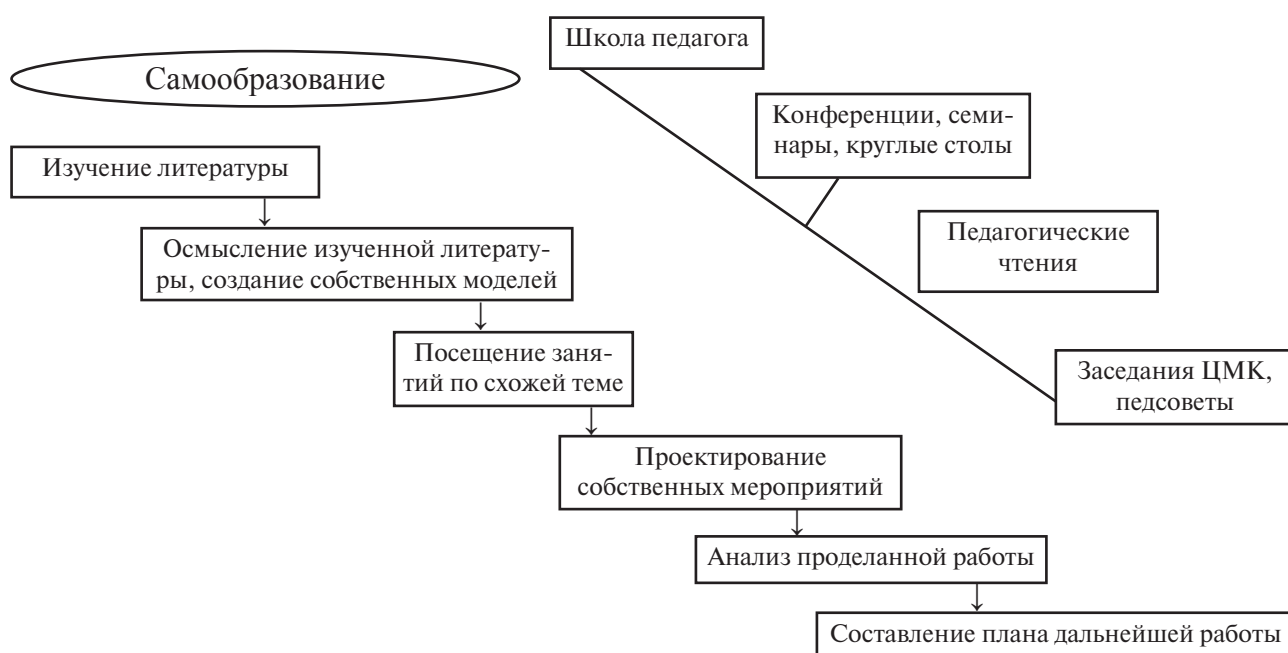 Школа педагога
Самообразование
Конференции, семи-
нары, круглые столы
Изучение литературы
Педагогические
чтения
Осмысление изученной литерату-
ры, создание собственных моделей
Посещение заня-
тий по схожей теме
Заседания ЦМК,
педсоветы
Проектирование
собственных мероприятий
Анализ проделанной работы
Составление плана дальнейшей работы